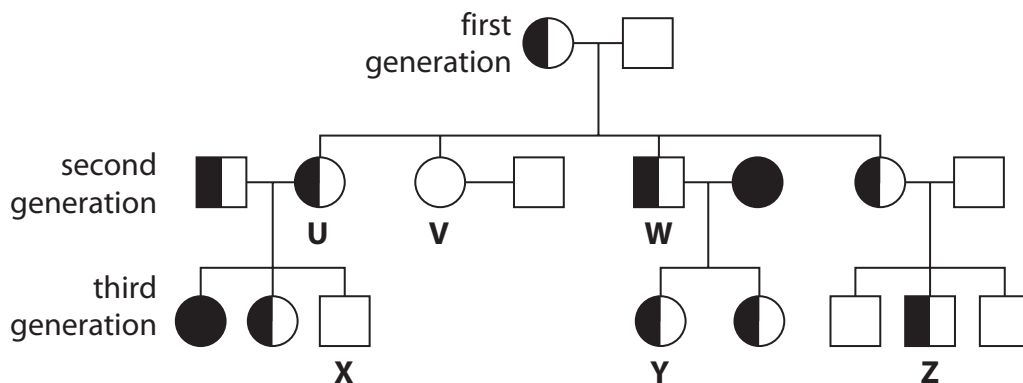 first
generation
second
generation
U
V
W
third
generation
X
Y
Z